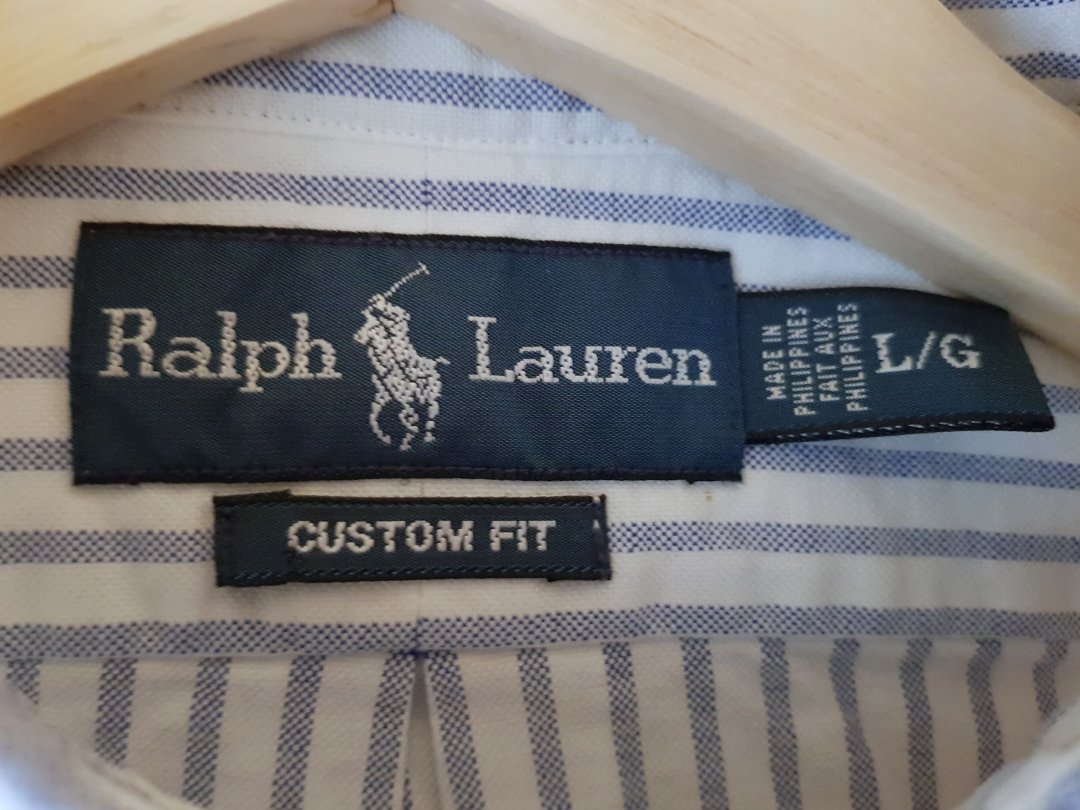 Ralph Lauren
MADE IN
PHILIPPINES
FAIT AUX
PHILIPPINES
L/G
CUSTOM FIT